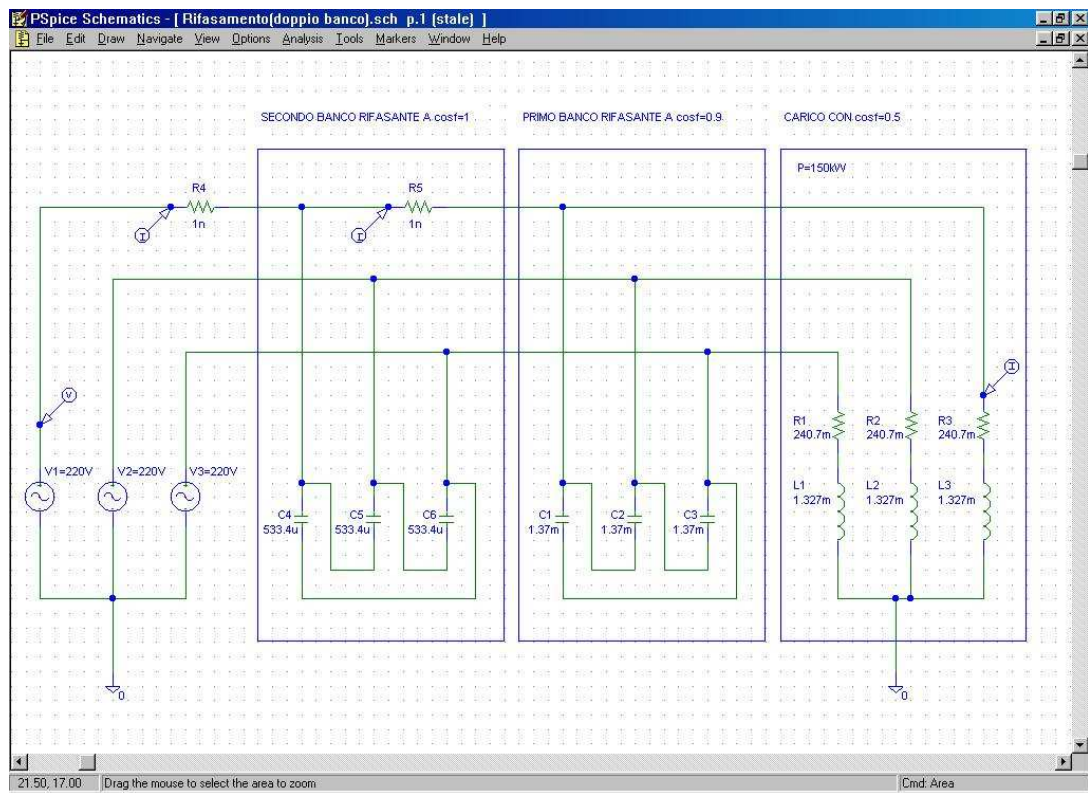 PSpice Schematics - [ Rifasamento(doppio banco).sch p.1 (stale) ]
File Edit Draw Navigate View Options Analysis Tools Markers Window Help
SECONDO BANCO RIFASANTE A cosf=1
PRIMO BANCO RIFASANTE A cosf=0.9
CARICO CON cosf=0.5
P=150kW
R4
1n
R5
1n
I
I
I
V
V1=220V
V2=220V
V3=220V
C4
533.4u
C5
533.4u
C6
533.4u
C1
1.37m
C2
1.37m
C3
1.37m
R1
240.7m
R2
240.7m
R3
240.7m
L1
1.327m
L2
1.327m
L3
1.327m
0
0
21.50, 17.00 Drag the mouse to select the area to zoom Cmd: Area